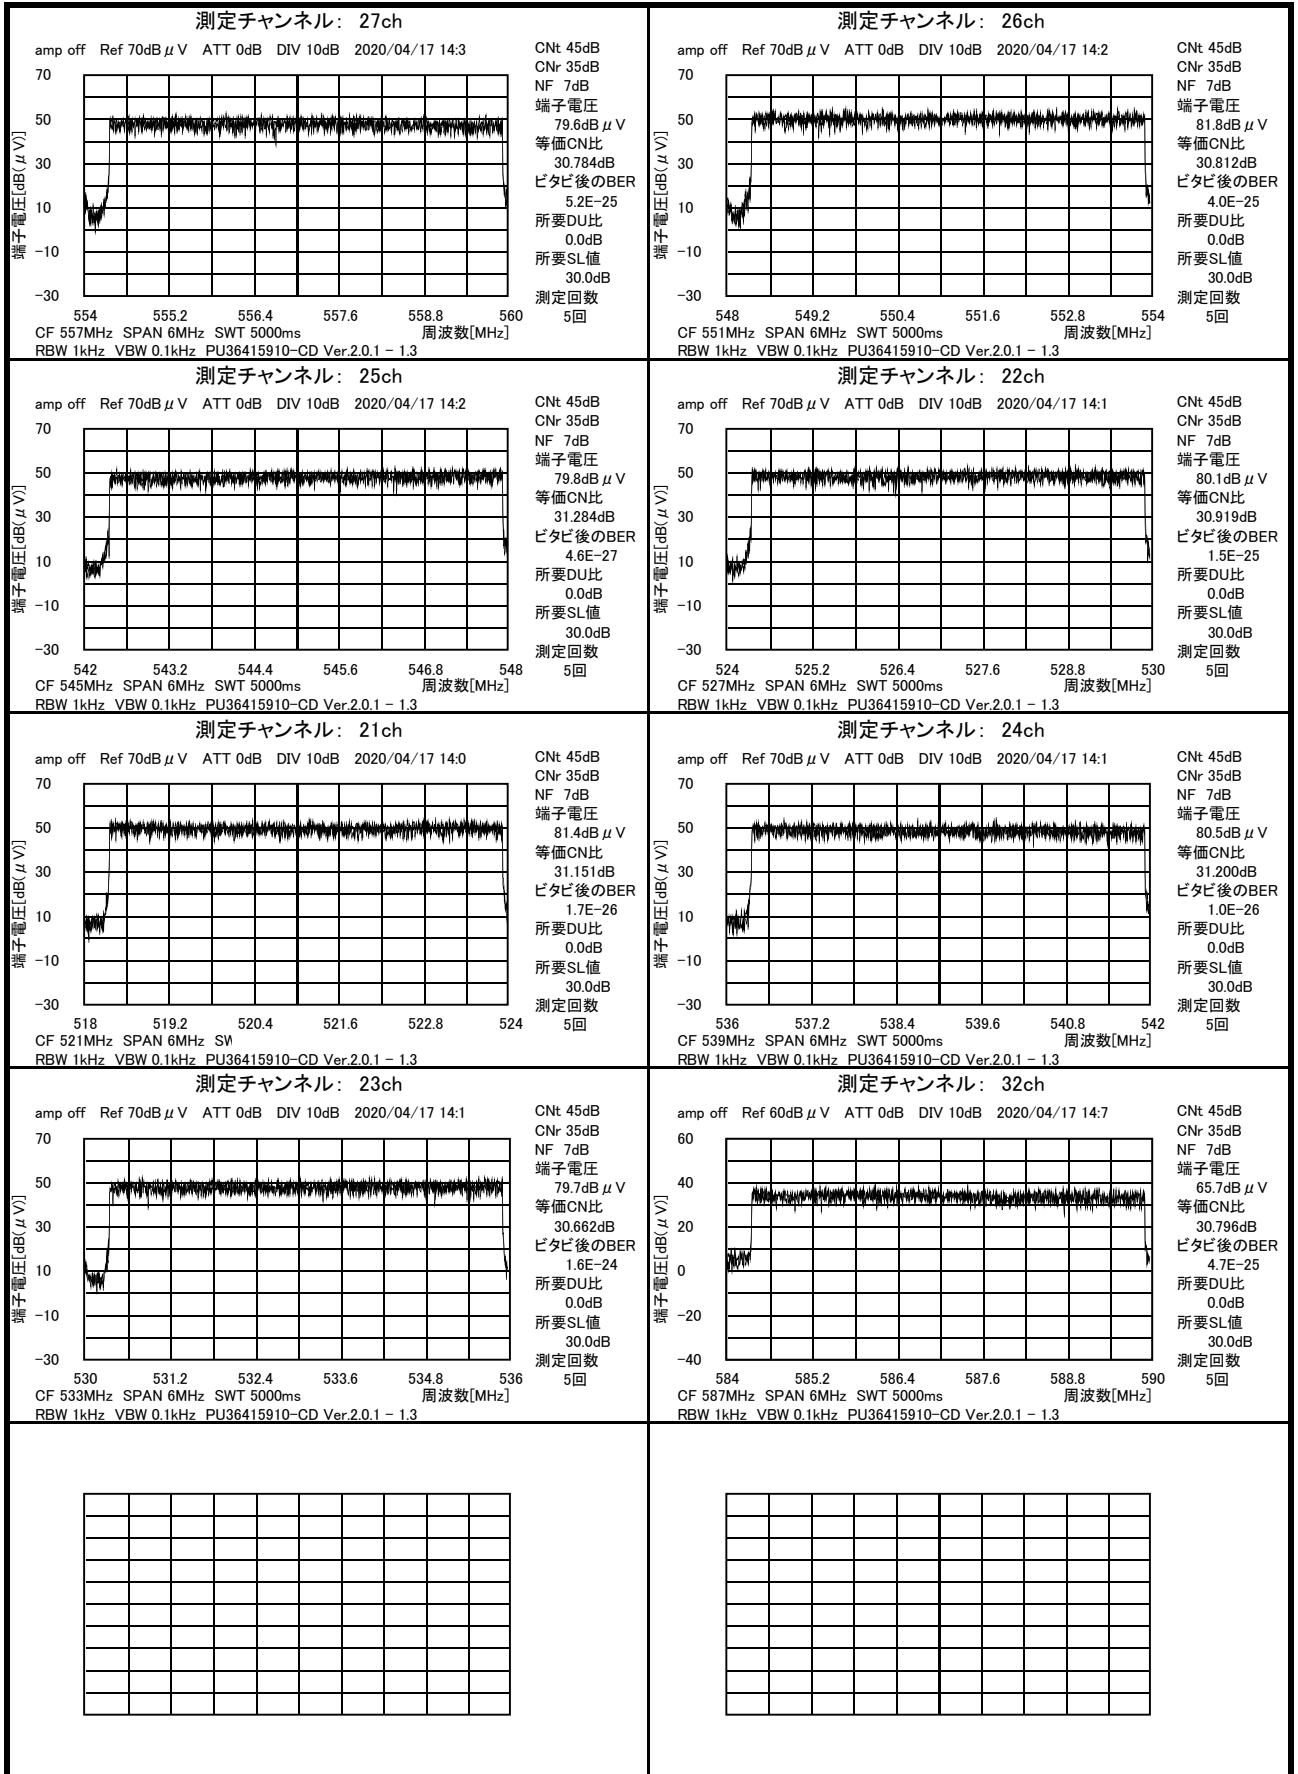 測定チャンネル： 27ch
amp off Ref 70dBμV ATT 0dB DIV 10dB 2020/04/17 14:3
CNt 45dB
CNr 35dB
NF 7dB
端子電圧
79.6dBμV
等価CN比
30.784dB
ビタビ後のBER
5.2E-25
所要DU比
0.0dB
所要SL値
30.0dB
測定回数
5回
端子電圧[dB(μV)]
70
50
30
10
-10
-30
554 555.2 556.4 557.6 558.8 560
CF 557MHz SPAN 6MHz SWT 5000ms 周波数[MHz]
RBW 1kHz VBW 0.1kHz PU36415910-CD Ver.2.0.1 - 1.3
測定チャンネル： 26ch
amp off Ref 70dBμV ATT 0dB DIV 10dB 2020/04/17 14:2
CNt 45dB
CNr 35dB
NF 7dB
端子電圧
81.8dBμV
等価CN比
30.812dB
ビタビ後のBER
4.0E-25
所要DU比
0.0dB
所要SL値
30.0dB
測定回数
5回
端子電圧[dB(μV)]
70
50
30
10
-10
-30
548 549.2 550.4 551.6 552.8 554
CF 551MHz SPAN 6MHz SWT 5000ms 周波数[MHz]
RBW 1kHz VBW 0.1kHz PU36415910-CD Ver.2.0.1 - 1.3
測定チャンネル： 25ch
amp off Ref 70dBμV ATT 0dB DIV 10dB 2020/04/17 14:2
CNt 45dB
CNr 35dB
NF 7dB
端子電圧
79.8dBμV
等価CN比
31.284dB
ビタビ後のBER
4.6E-27
所要DU比
0.0dB
所要SL値
30.0dB
測定回数
5回
端子電圧[dB(μV)]
70
50
30
10
-10
-30
542 543.2 544.4 545.6 546.8 548
CF 545MHz SPAN 6MHz SWT 5000ms 周波数[MHz]
RBW 1kHz VBW 0.1kHz PU36415910-CD Ver.2.0.1 - 1.3
測定チャンネル： 22ch
amp off Ref 70dBμV ATT 0dB DIV 10dB 2020/04/17 14:1
CNt 45dB
CNr 35dB
NF 7dB
端子電圧
80.1dBμV
等価CN比
30.919dB
ビタビ後のBER
1.5E-25
所要DU比
0.0dB
所要SL値
30.0dB
測定回数
5回
端子電圧[dB(μV)]
70
50
30
10
-10
-30
524 525.2 526.4 527.6 528.8 530
CF 527MHz SPAN 6MHz SWT 5000ms 周波数[MHz]
RBW 1kHz VBW 0.1kHz PU36415910-CD Ver.2.0.1 - 1.3
測定チャンネル： 21ch
amp off Ref 70dBμV ATT 0dB DIV 10dB 2020/04/17 14:0
CNt 45dB
CNr 35dB
NF 7dB
端子電圧
81.4dBμV
等価CN比
31.151dB
ビタビ後のBER
1.7E-26
所要DU比
0.0dB
所要SL値
30.0dB
測定回数
5回
端子電圧[dB(μV)]
70
50
30
10
-10
-30
518 519.2 520.4 521.6 522.8 524
CF 521MHz SPAN 6MHz SW
RBW 1kHz VBW 0.1kHz PU36415910-CD Ver.2.0.1 - 1.3
測定チャンネル： 24ch
amp off Ref 70dBμV ATT 0dB DIV 10dB 2020/04/17 14:1
CNt 45dB
CNr 35dB
NF 7dB
端子電圧
80.5dBμV
等価CN比
31.200dB
ビタビ後のBER
1.0E-26
所要DU比
0.0dB
所要SL値
30.0dB
測定回数
5回
端子電圧[dB(μV)]
70
50
30
10
-10
-30
536 537.2 538.4 539.6 540.8 542
CF 539MHz SPAN 6MHz SWT 5000ms 周波数[MHz]
RBW 1kHz VBW 0.1kHz PU36415910-CD Ver.2.0.1 - 1.3
測定チャンネル： 23ch
amp off Ref 70dBμV ATT 0dB DIV 10dB 2020/04/17 14:1
CNt 45dB
CNr 35dB
NF 7dB
端子電圧
79.7dBμV
等価CN比
30.662dB
ビタビ後のBER
1.6E-24
所要DU比
0.0dB
所要SL値
30.0dB
測定回数
5回
端子電圧[dB(μV)]
70
50
30
10
-10
-30
530 531.2 532.4 533.6 534.8 536
CF 533MHz SPAN 6MHz SWT 5000ms 周波数[MHz]
RBW 1kHz VBW 0.1kHz PU36415910-CD Ver.2.0.1 - 1.3
測定チャンネル： 32ch
amp off Ref 60dBμV ATT 0dB DIV 10dB 2020/04/17 14:7
CNt 45dB
CNr 35dB
NF 7dB
端子電圧
65.7dBμV
等価CN比
30.796dB
ビタビ後のBER
4.7E-25
所要DU比
0.0dB
所要SL値
30.0dB
測定回数
5回
端子電圧[dB(μV)]
60
40
20
0
-20
-40
584 585.2 586.4 587.6 588.8 590
CF 587MHz SPAN 6MHz SWT 5000ms 周波数[MHz]
RBW 1kHz VBW 0.1kHz PU36415910-CD Ver.2.0.1 - 1.3